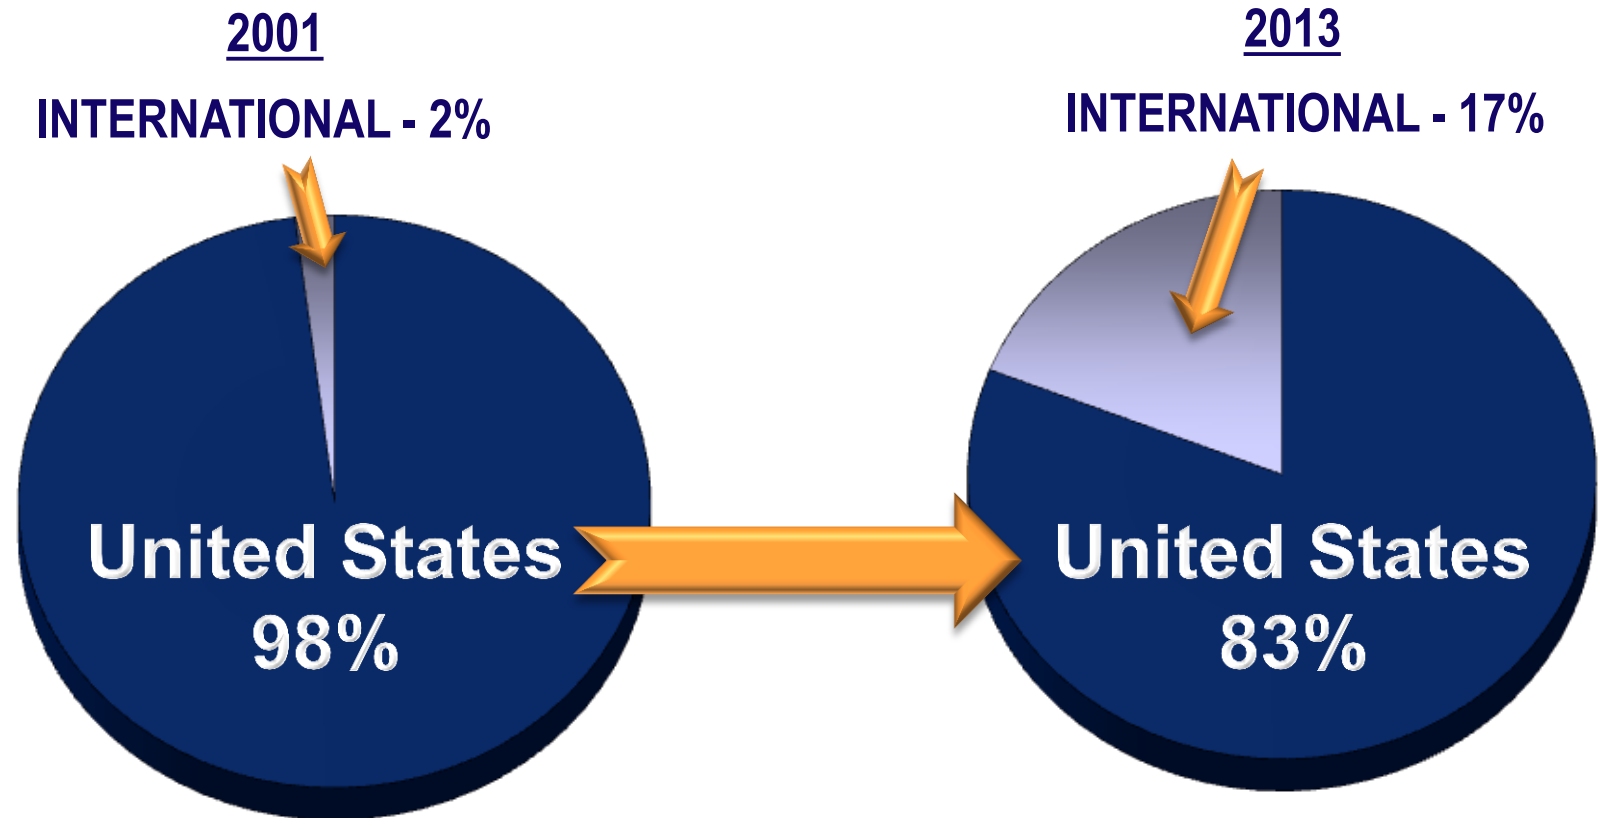 2001
INTERNATIONAL - 2%
United States
98%
2013
INTERNATIONAL - 17%
United States
83%